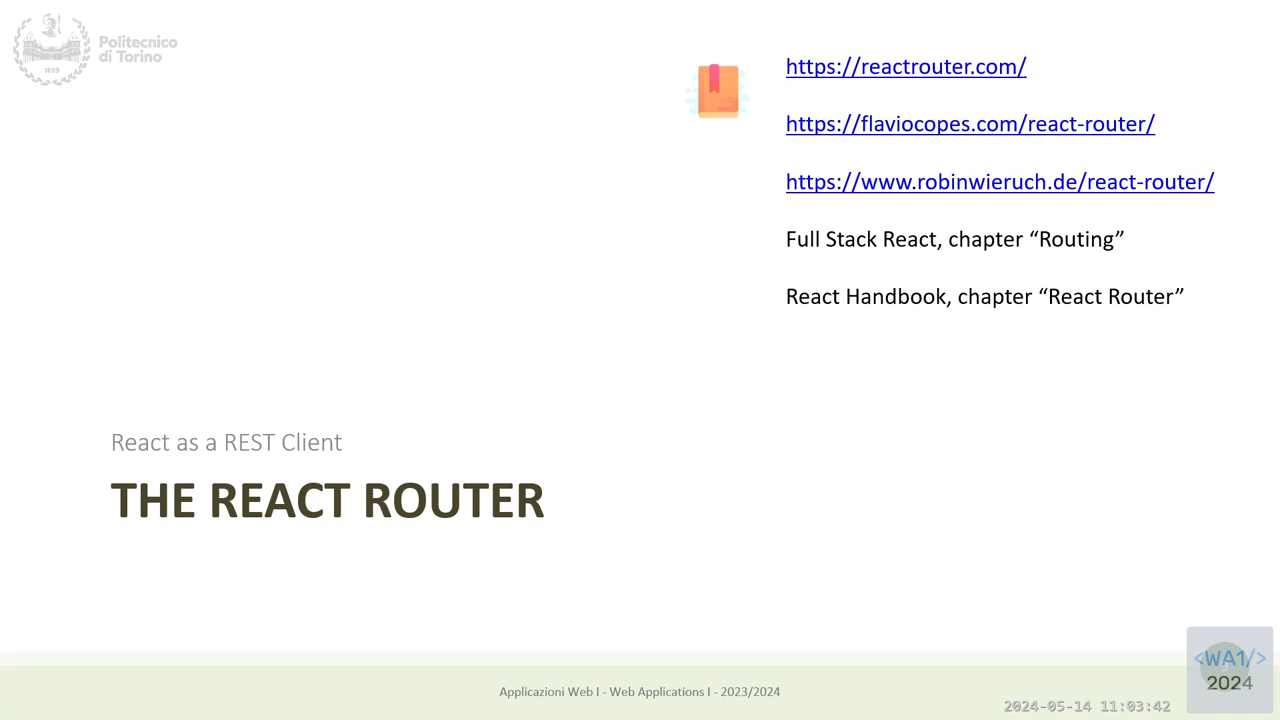 Politecnico
di Torino
1859
https://reactrouter.com/
https://flaviocopes.com/react-router/
https://www.robinwieruch.de/react-router/
Full Stack React, chapter “Routing”
React Handbook, chapter “React Router”
React as a REST Client
THE REACT ROUTER
Applicazioni Web I - Web Applications I - 2023/2024
2024-05-14 11:03:42
<WA1/>
2024